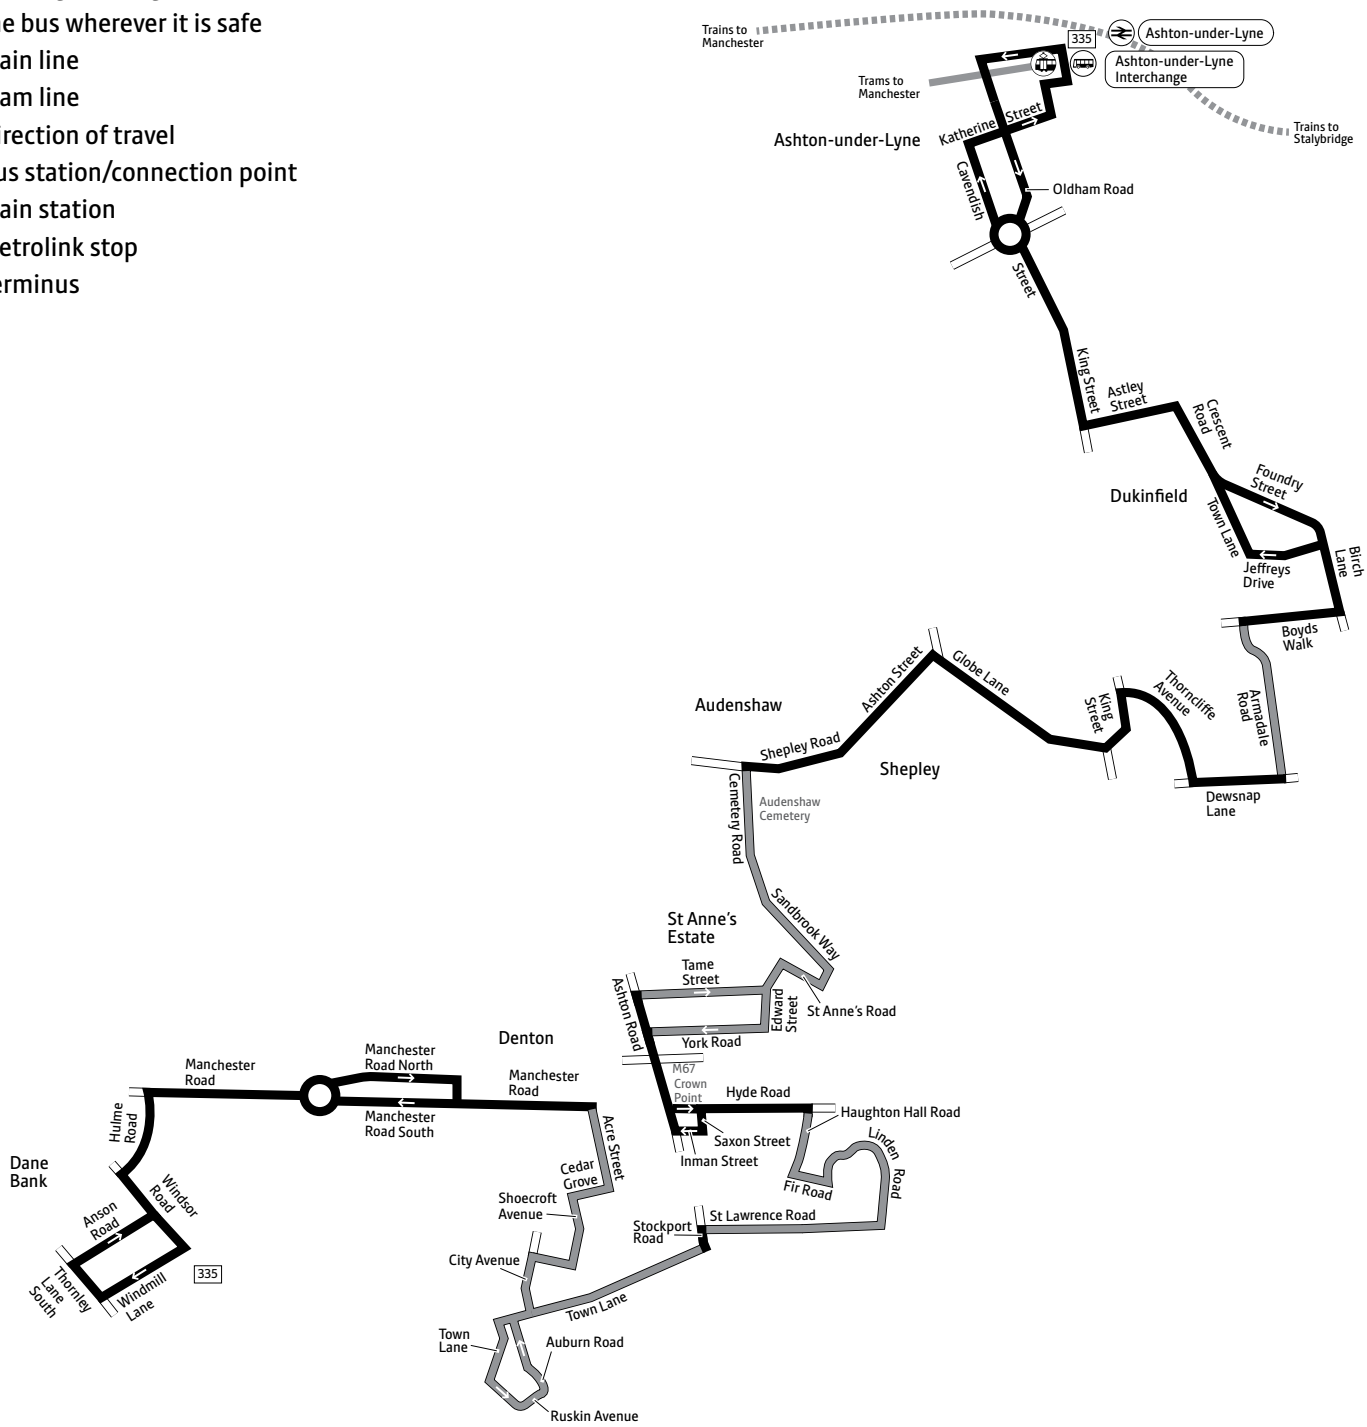 bus wherever it is safe
line
line
of travel
station/connection point
station
stop
Trains to
Manchester
335
Ashton-under-Lyne
Ashton-under-Lyne
Interchange
Trams to
Manchester
Trains to
Stalybridge
Ashton-under-Lyne
Katherine Street
Cavendish
Street
Oldham Road
King Street
Astley
Street
Crescent
Road
Dukinfield
Foundry
Street
Town Lane
Jeffreys
Drive
Birch
Lane
Boyds
Walk
Armadale
Road
Thorncliffe
Avenue
King
Street
Dewsnap
Lane
Globe Lane
Ashton Street
Audenshaw
Shepley Road
Shepley
Cemetery Road
Audenshaw
Cemetery
Sandbrook Way
St Anne's
Estate
Tame
Street
Edward
Street
St Anne's Road
Ashton Road
York Road
Denton
M67
Crown
Point
Hyde Road
Haughton Hall Road
Saxon Street
Inman Street
Linden
Road
Fir Road
St Lawrence Road
Stockport
Road
Manchester
Road
Manchester
Road North
Manchester
Road South
Manchester
Road
Hulme
Road
Acre Street
Cedar
Grove
Shoecroft
Avenue
City Avenue
Town Lane
Town
Lane
Auburn Road
Ruskin Avenue
Dane
Bank
Anson
Road
Windsor
Road
Thornley
Lane
South
Windmill
Lane
335